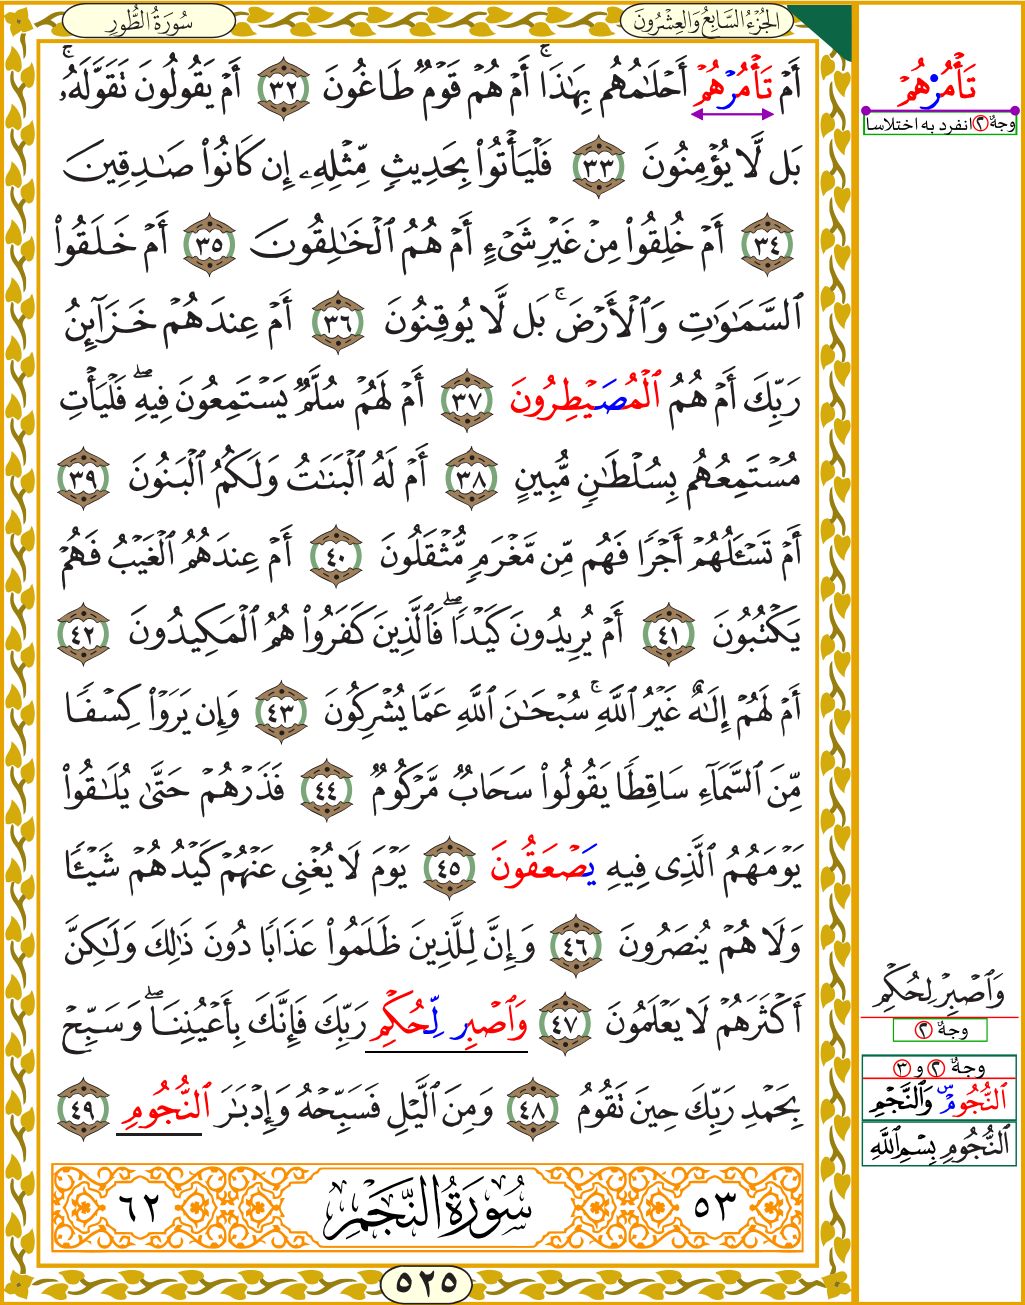 الجُزْءُ السَّابِعُ وَالعِشْرُونَ
سُورَةُ الطُّورِ
أَمْ تَأْمُرْهُمْ أَحْلَٰمُهُم بِهَٰذَاۚ أَمْ هُمْ قَوْمٌ طَاغُونَ ٣٢ أَمْ يَقُولُونَ تَقَوَّلَهُۥۚ
بَل لَّا يُؤْمِنُونَ ٣٣ فَلْيَأْتُواْ بِحَدِيثٍ مِّثْلِهِۦ إِن كَانُواْ صَٰدِقِينَ
٣٤ أَمْ خُلِقُواْ مِنْ غَيْرِ شَيْءٍ أَمْ هُمُ ٱلْخَٰلِقُونَ ٣٥ أَمْ خَلَقُواْ
ٱلسَّمَٰوَٰتِ وَٱلْأَرْضَۚ بَل لَّا يُوقِنُونَ ٣٦ أَمْ عِندَهُمْ خَزَآئِنُ
رَبِّكَ أَمْ هُمُ ٱلْمُصَيْطِرُونَ ٣٧ أَمْ لَهُمْ سُلَّمٌ يَسْتَمِعُونَ فِيهِۖ فَلْيَأْتِ
مُسْتَمِعُهُم بِسُلْطَٰنٍ مُّبِينٍ ٣٨ أَمْ لَهُ ٱلْبَنَٰتُ وَلَكُمُ ٱلْبَنُونَ ٣٩
أَمْ تَسْـَٔلُهُمْ أَجْرًا فَهُم مِّن مَّغْرَمٍ مُّثْقَلُونَ ٤٠ أَمْ عِندَهُمُ ٱلْغَيْبُ فَهُمْ
يَكْتُبُونَ ٤١ أَمْ يُرِيدُونَ كَيْدًاۖ فَٱلَّذِينَ كَفَرُواْ هُمُ ٱلْمَكِيدُونَ ٤٢
أَمْ لَهُمْ إِلَٰهٌ غَيْرُ ٱللَّهِۚ سُبْحَٰنَ ٱللَّهِ عَمَّا يُشْرِكُونَ ٤٣ وَإِن يَرَوْاْ كِسْفًا
مِّنَ ٱلسَّمَآءِ سَاقِطًا يَقُولُواْ سَحَابٌ مَّرْكُومٌ ٤٤ فَذَرْهُمْ حَتَّىٰ يُلَٰقُواْ
يَوْمَهُمُ ٱلَّذِي فِيهِ يَصْعَقُونَ ٤٥ يَوْمَ لَا يُغْنِي عَنْهُمْ كَيْدُهُمْ شَيْـًٔا
وَلَا هُمْ يُنصَرُونَ ٤٦ وَإِنَّ لِلَّذِينَ ظَلَمُواْ عَذَابًا دُونَ ذَٰلِكَ وَلَٰكِنَّ
أَكْثَرَهُمْ لَا يَعْلَمُونَ ٤٧ وَٱصْبِر لِّحُكْمِ رَبِّكَ فَإِنَّكَ بِأَعْيُنِنَاۖ وَسَبِّحْ
بِحَمْدِ رَبِّكَ حِينَ تَقُومُ ٤٨ وَمِنَ ٱلَّيْلِ فَسَبِّحْهُ وَإِدْبَٰرَ ٱلنُّجُومِ ٤٩
٥٣ سُورَةُ النَّجْمِ ٦٢
٥٢٥
تَأْمُرْهُمْ
وجهٌ ٢ انفرد به اختلاسا
وَٱصْبِرْ لِحُكْمِ
وجهٌ ٢
وجهٌ ٢ و ٣
ٱلنُّجُومِ س وَٱلنَّجْمِ
ٱلنُّجُومِ بِسْمِ ٱللَّهِ